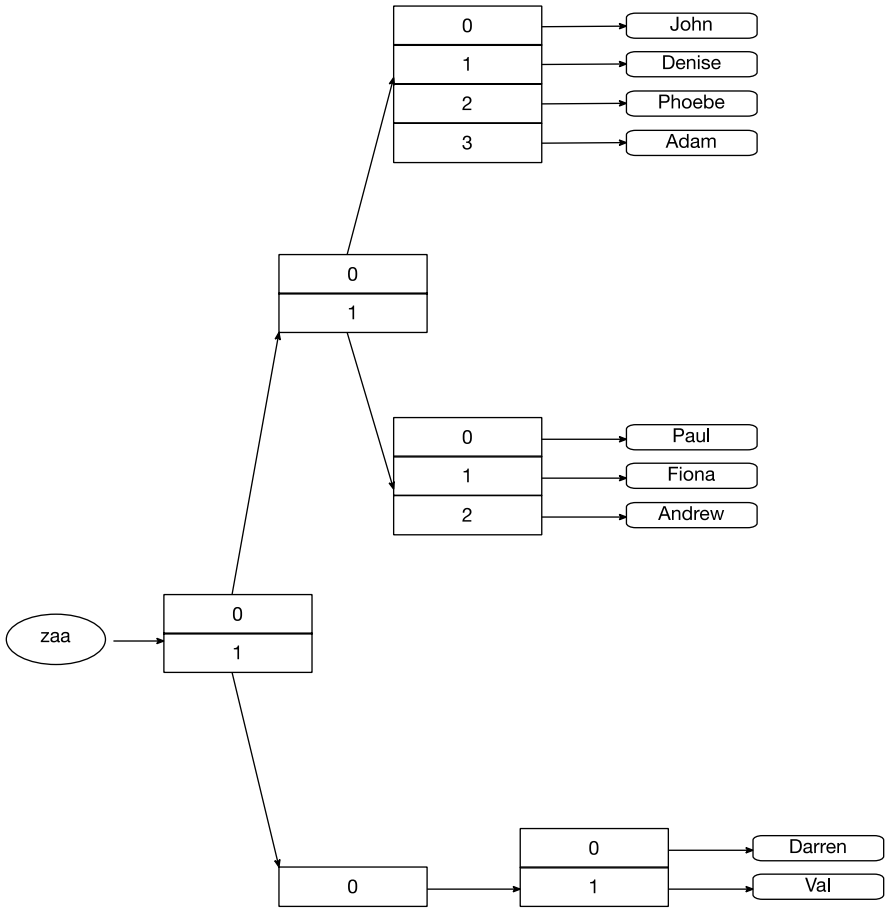 0 John
1 Denise
2 Phoebe
3 Adam
0
1
0 Paul
1 Fiona
2 Andrew
0
zaa
1
0 Darren
0 1 Val